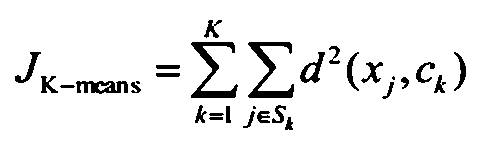 J_{K-means} = \sum_{k=1}^{K} \sum_{j \in S_k} d^2(x_j, c_k)